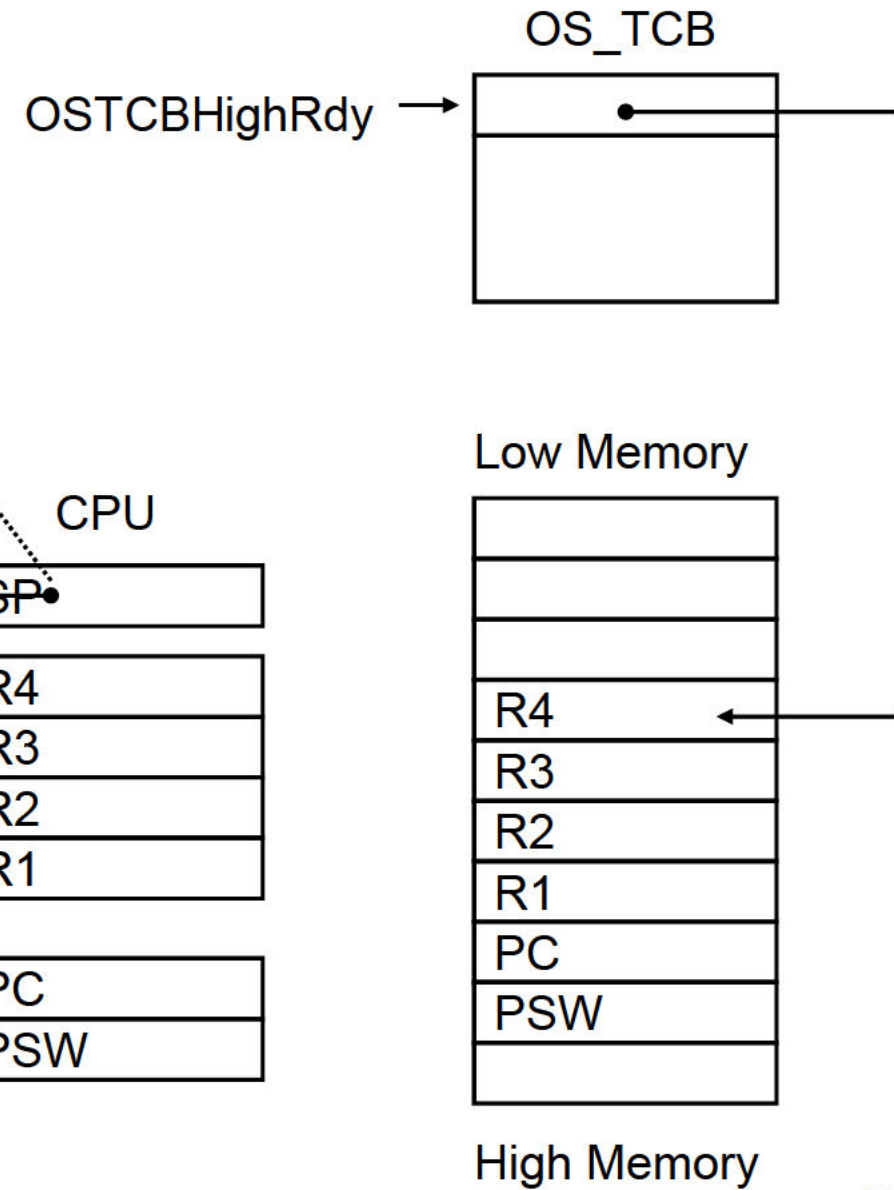 OS_TCB
OSTCBHighRdy
Low Memory
CPU
SP
R4
R3
R2
R1
PC
PSW
R4
R3
R2
R1
PC
PSW
High Memory